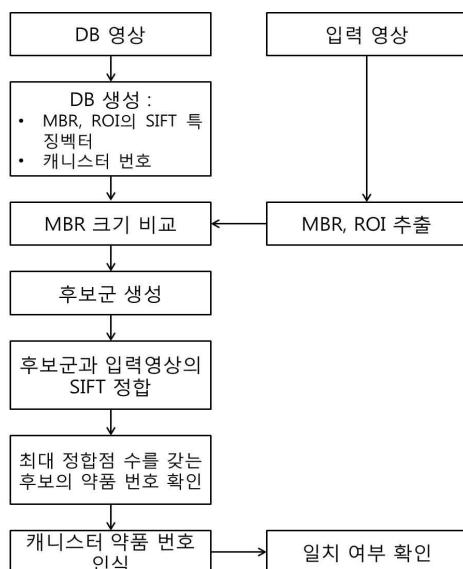 DB 영상
입력 영상
DB 생성 :
• MBR, ROI의 SIFT 특
징벡터
• 캐니스터 번호
MBR 크기 비교
MBR, ROI 추출
후보군 생성
후보군과 입력영상의
SIFT 정합
최대 정합점 수를 갖는
후보의 약품 번호 확인
캐니스터 약품 번호
인식
일치 여부 확인